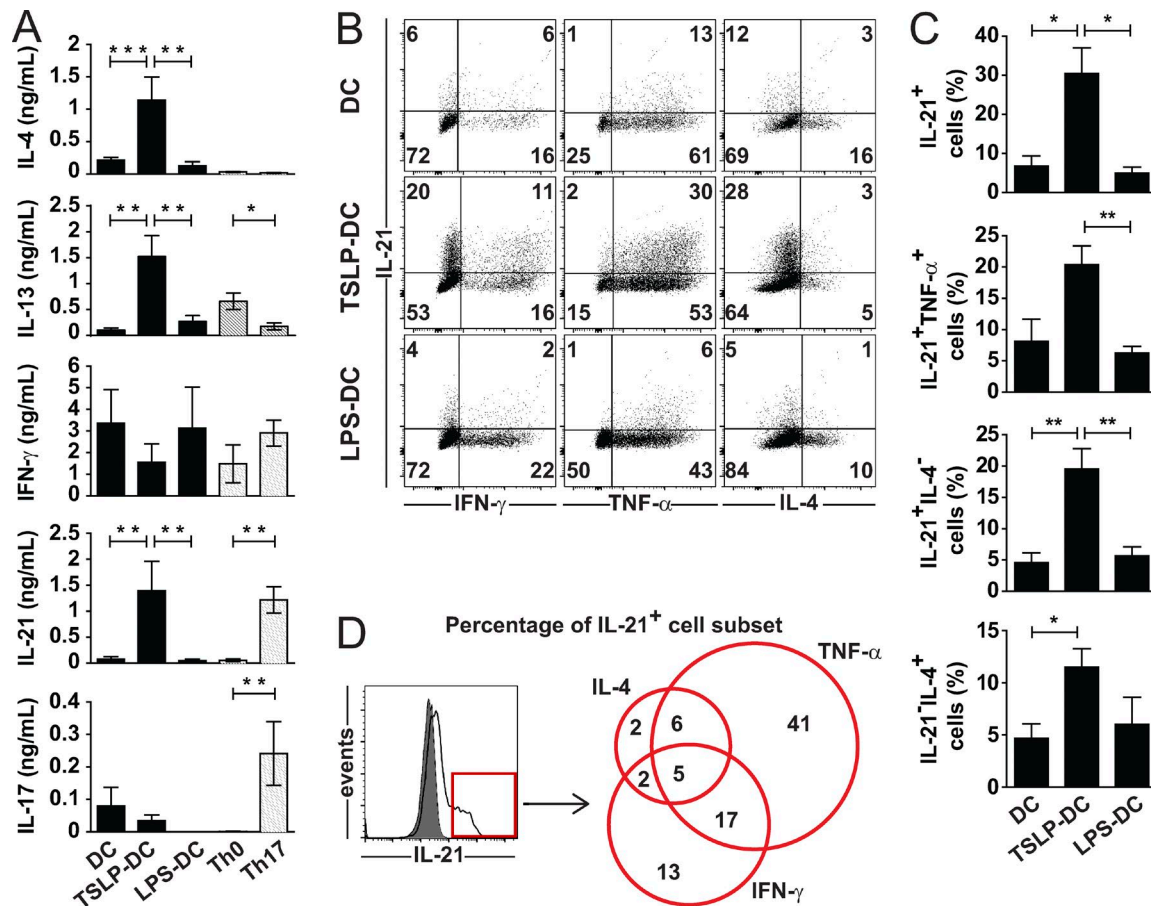 A
IL-4 (ng/mL)
2
1.5
1
0.5
0
*** **
IL-13 (ng/mL)
2.5
2
1.5
1
0.5
0
** ** *
IFN-γ (ng/mL)
6
5
4
3
2
1
0
IL-21 (ng/mL)
2.5
2
1.5
1
0.5
0
** ** **
IL-17 (ng/mL)
0.4
0.3
0.2
0.1
0
**
DC TSLP-DC LPS-DC Th0 Th17
B
DC
6 6 1 13 12 3
72 16 25 61 69 16
TSLP-DC
20 11 2 30 28 3
53 16 15 53 64 5
LPS-DC
4 2 1 6 5 1
72 22 50 43 84 10
IL-21
IFN-γ TNF-α IL-4
C
IL-21+
cells (%)
40
30
20
10
0
* *
IL-21+TNF-α+
cells (%)
25
20
15
10
5
0
**
IL-21+IL-4-
cells (%)
25
20
15
10
5
0
** **
IL-21-IL-4+
cells (%)
15
10
5
0
*
DC TSLP-DC LPS-DC
D
Percentage of IL-21+ cell subset
events
IL-21
TNF-α
IL-4
2 6 41
2 5
17
13
IFN-γ